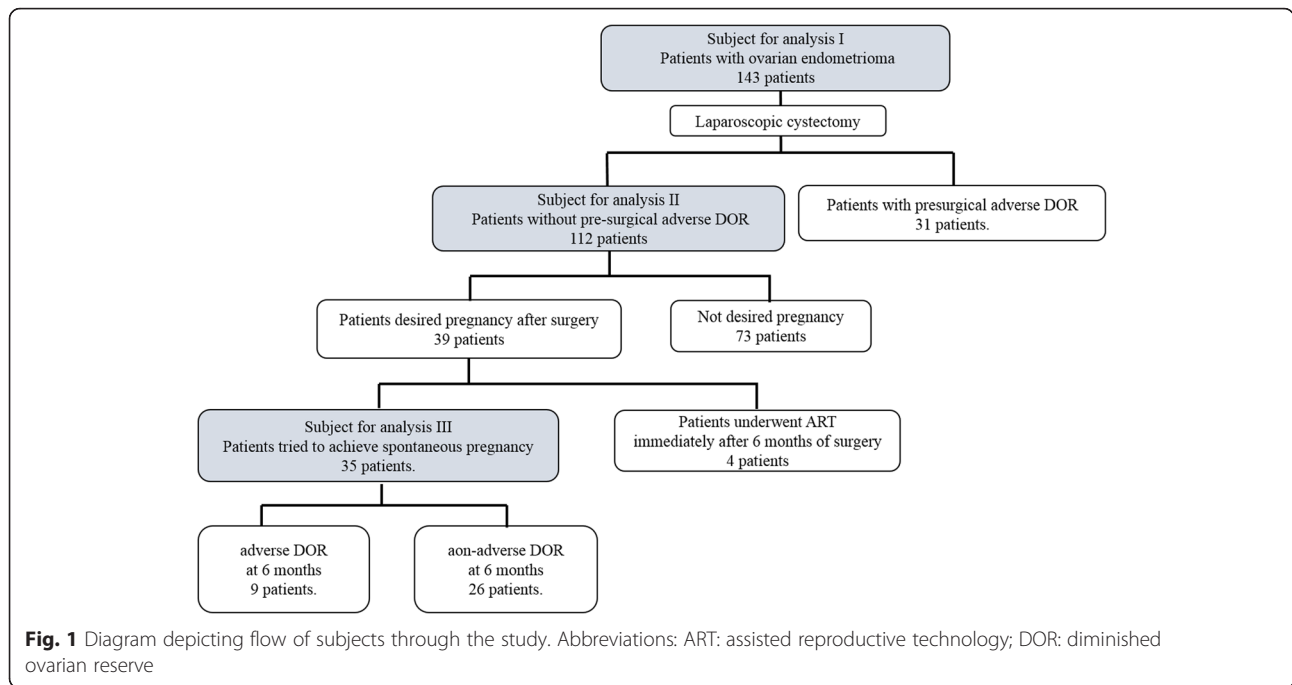 Subject for analysis I
Patients with ovarian endometrioma
143 patients
Laparoscopic cystectomy
Subject for analysis II
Patients without pre-surgical adverse DOR
112 patients
Patients with presurgical adverse DOR
31 patients.
Patients desired pregnancy after surgery
39 patients
Not desired pregnancy
73 patients
Subject for analysis III
Patients tried to achieve spontaneous pregnancy
35 patients.
Patients underwent ART
immediately after 6 months of surgery
4 patients
adverse DOR
at 6 months
9 patients.
aon-adverse DOR
at 6 months
26 patients.
Fig. 1 Diagram depicting flow of subjects through the study. Abbreviations: ART: assisted reproductive technology; DOR: diminished
ovarian reserve